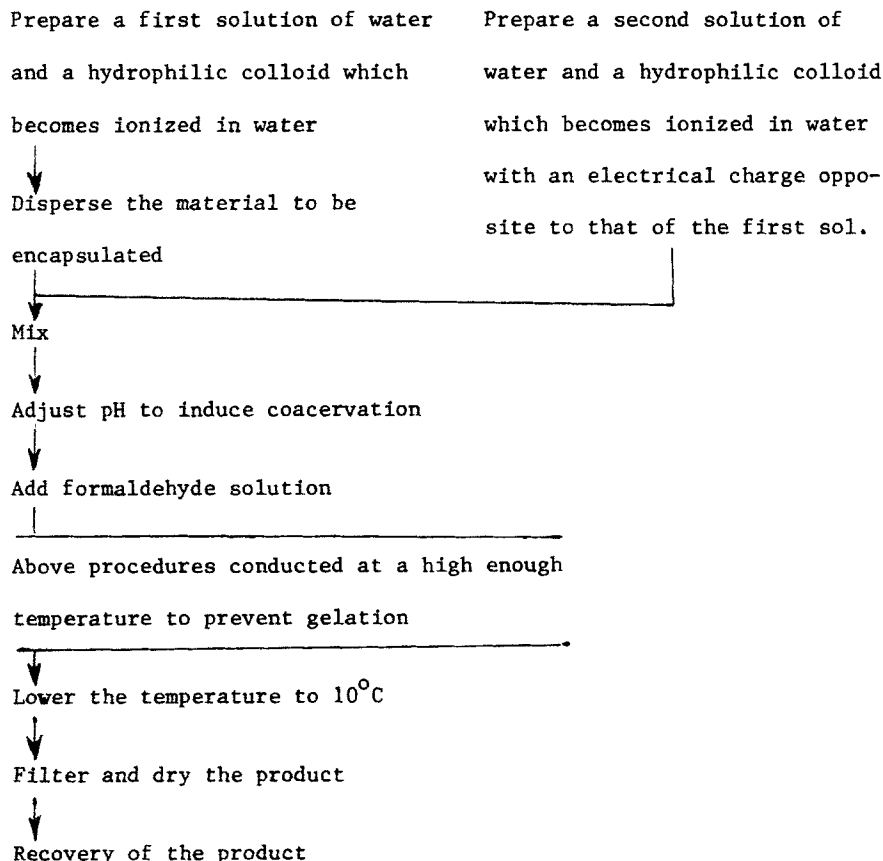 Prepare a first solution of water
and a hydrophilic colloid which
becomes ionized in water
Prepare a second solution of
water and a hydrophilic colloid
which becomes ionized in water
with an electrical charge oppo-
site to that of the first sol.
Disperse the material to be
encapsulated
Mix
Adjust pH to induce coacervation
Add formaldehyde solution
Above procedures conducted at a high enough
temperature to prevent gelation
Lower the temperature to 10°C
Filter and dry the product
Recovery of the product